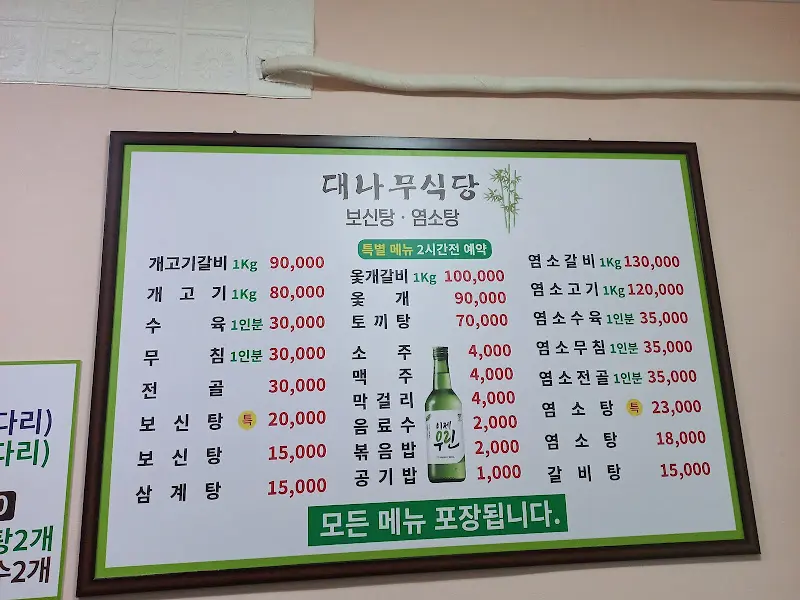 대나무식당
보신탕 · 염소탕
개고기갈비 1Kg 90,000
개고기 1Kg 80,000
수육 1인분 30,000
무침 1인분 30,000
전골 30,000
보신탕 특 20,000
보신탕 15,000
삼계탕 15,000
특별 메뉴 2시간전 예약
옻개갈비 1Kg 100,000
옻개 90,000
토끼탕 70,000
소주 4,000
맥주 4,000
막걸리 4,000
음료수 2,000
볶음밥 2,000
공기밥 1,000
이제
우린
염소갈비 1Kg 130,000
염소고기 1Kg 120,000
염소수육 1인분 35,000
염소무침 1인분 35,000
염소전골 1인분 35,000
염소탕 특 23,000
염소탕 18,000
갈비탕 15,000
모든 메뉴 포장됩니다.
다리)
다리)
0
탕2개
수2개